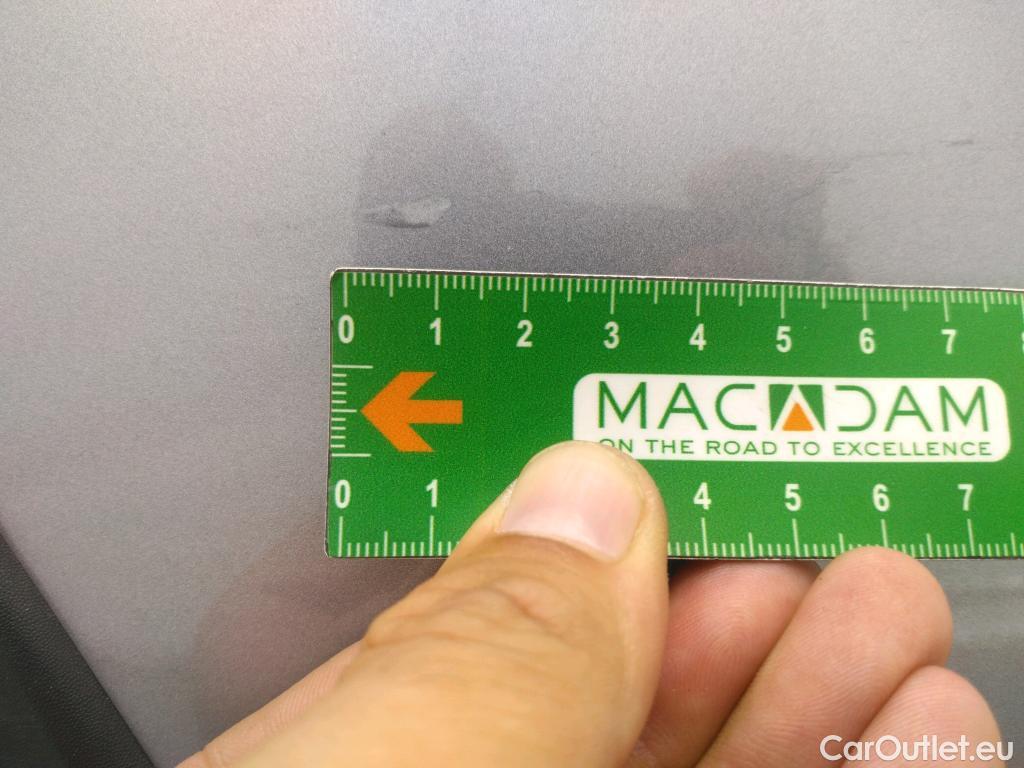 0 1 2 3 4 5 6 7
MACADAM
ON THE ROAD TO EXCELLENCE
0 1 4 5 6 7
CarOutlet.eu